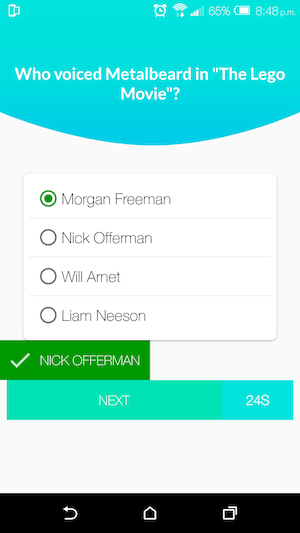 65% 8:48 p.m.
Who voiced Metalbeard in "The Lego
Movie"?
Morgan Freeman
Nick Offerman
Will Arnet
Liam Neeson
NICK OFFERMAN
NEXT 24S